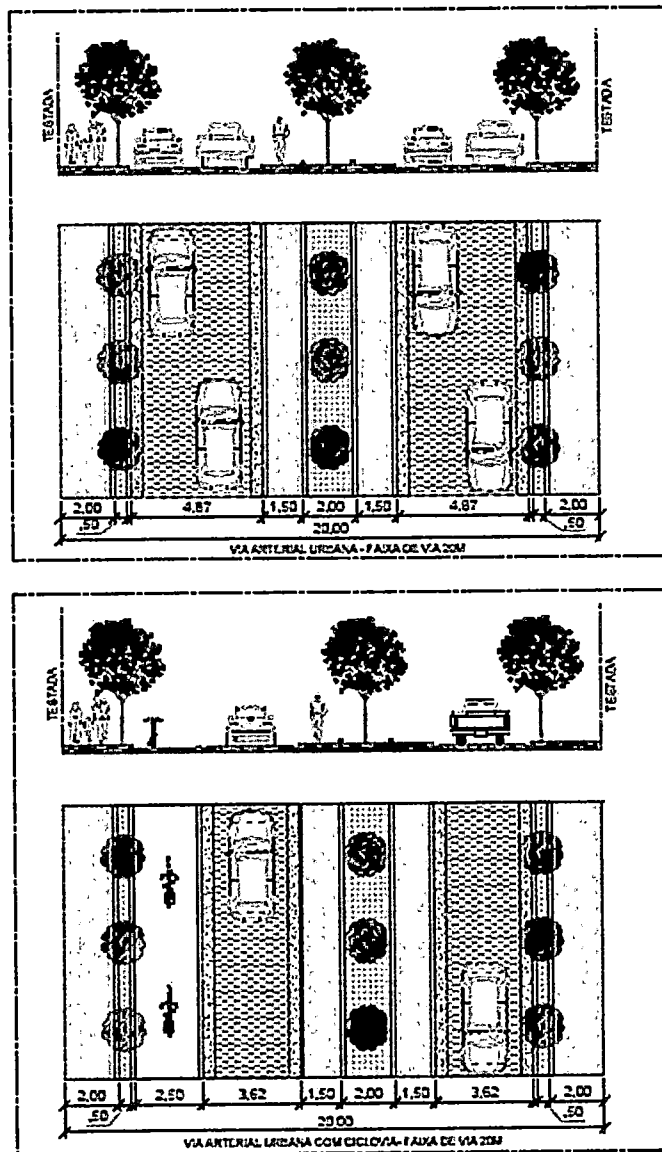 TESTADA
TESTADA
2,00 4,87 1,50 2,00 1,50 4,87 2,00
,50 20,00 ,50
VIA ARTERIAL URBANA - FAIXA DE VIA 20M
TESTADA
TESTADA
2,00 2,50 3,62 1,50 2,00 1,50 3,62 2,00
,50 20,00 ,50
VIA ARTERIAL URBANA COM CICLOVIA - FAIXA DE VIA 20M